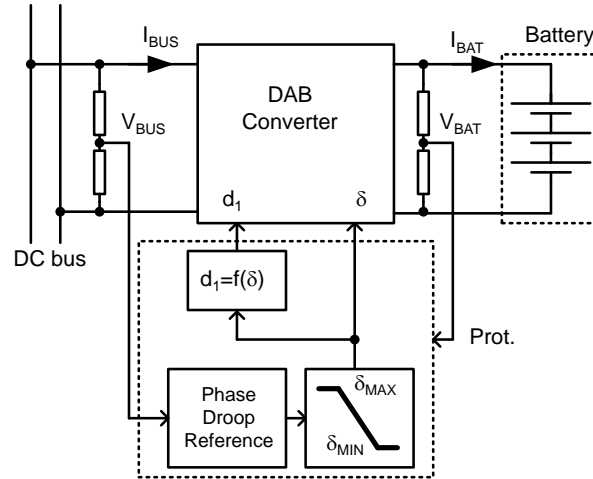 I_BUS
I_BAT
Battery
DAB
Converter
V_BUS
V_BAT
d_1
δ
DC bus
d_1=f(δ)
Prot.
Phase
Droop
Reference
δ_MAX
δ_MIN